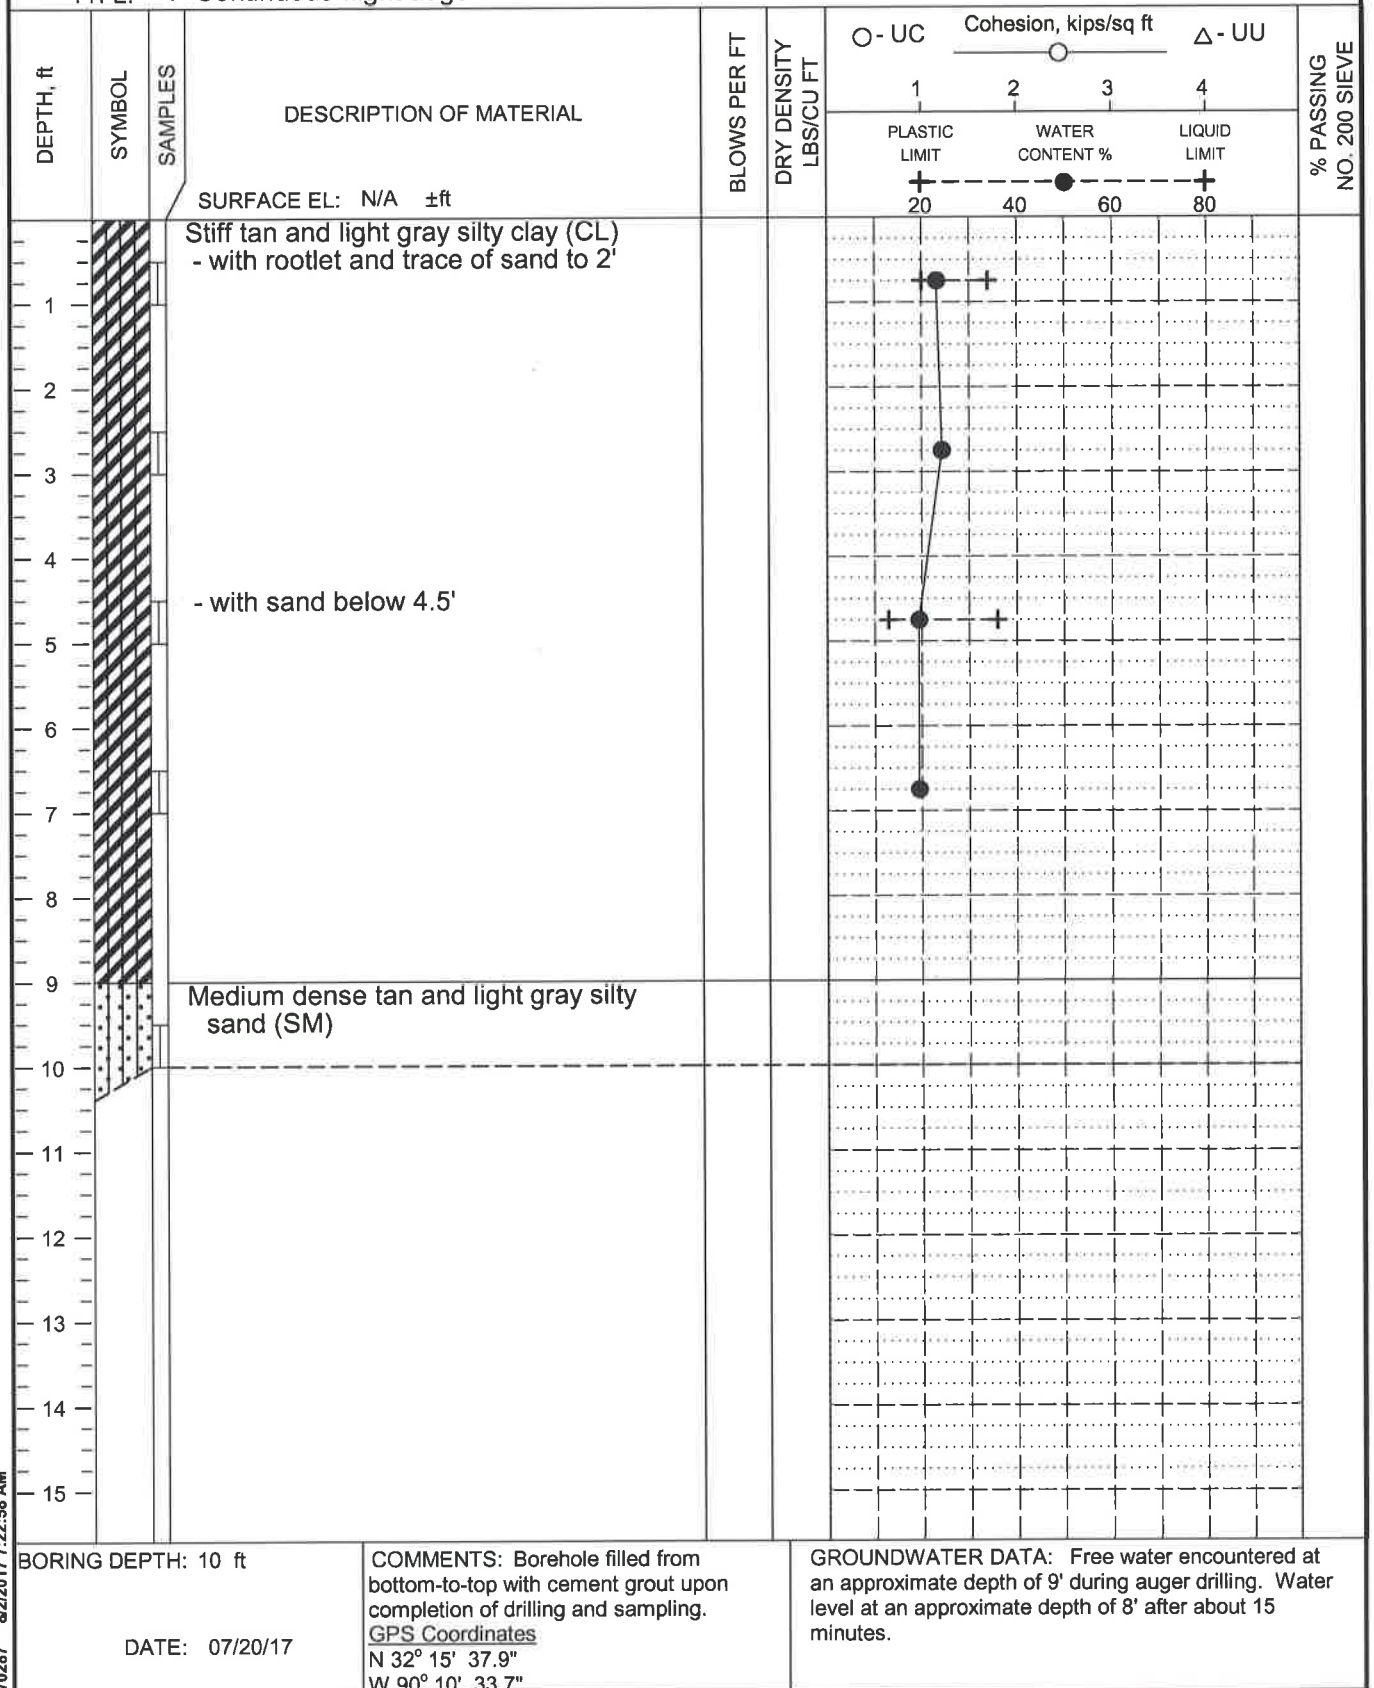 DEPTH, ft
SYMBOL
SAMPLES
DESCRIPTION OF MATERIAL
SURFACE EL: N/A ±ft
BLOWS PER FT
DRY DENSITY
LBS/CU FT
O - UC
Cohesion, kips/sq ft
△ - UU
1 2 3 4
PLASTIC
LIMIT
WATER
CONTENT %
LIQUID
LIMIT
20 40 60 80
% PASSING
NO. 200 SIEVE
Stiff tan and light gray silty clay (CL)
- with rootlet and trace of sand to 2'
1
2
3
4
- with sand below 4.5'
5
6
7
8
9
Medium dense tan and light gray silty
sand (SM)
10
11
12
13
14
15
BORING DEPTH: 10 ft
DATE: 07/20/17
COMMENTS: Borehole filled from
bottom-to-top with cement grout upon
completion of drilling and sampling.
GPS Coordinates
N 32° 15' 37.9"
W 90° 10' 33.7"
GROUNDWATER DATA: Free water encountered at
an approximate depth of 9' during auger drilling. Water
level at an approximate depth of 8' after about 15
minutes.